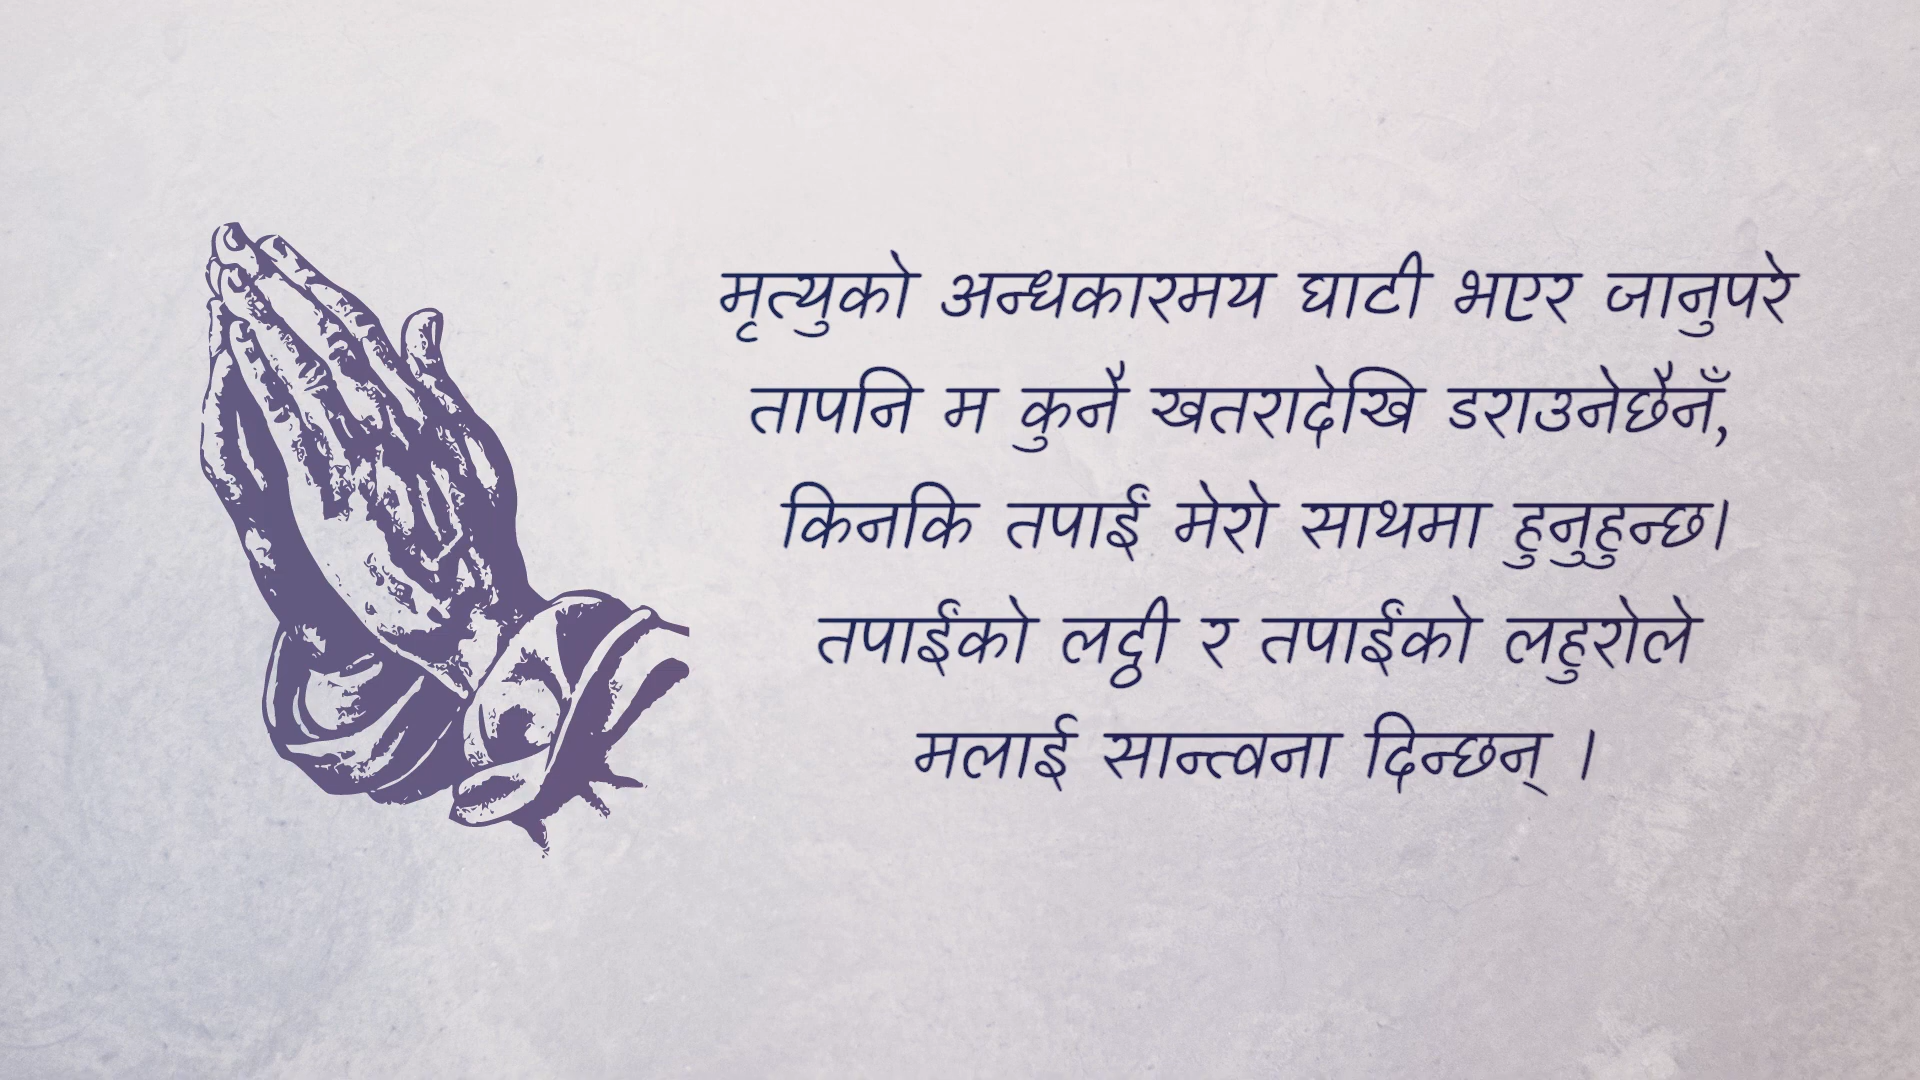 मृत्युको अन्धकारमय घाटी भएर जानुपरे
तापनि म कुनै खतरादेखि डराउनेछैनँ,
किनकि तपाईं मेरो साथमा हुनुहुन्छ।
तपाईंको लट्ठी र तपाईंको लहुरोले
मलाई सान्त्वना दिन्छन् ।